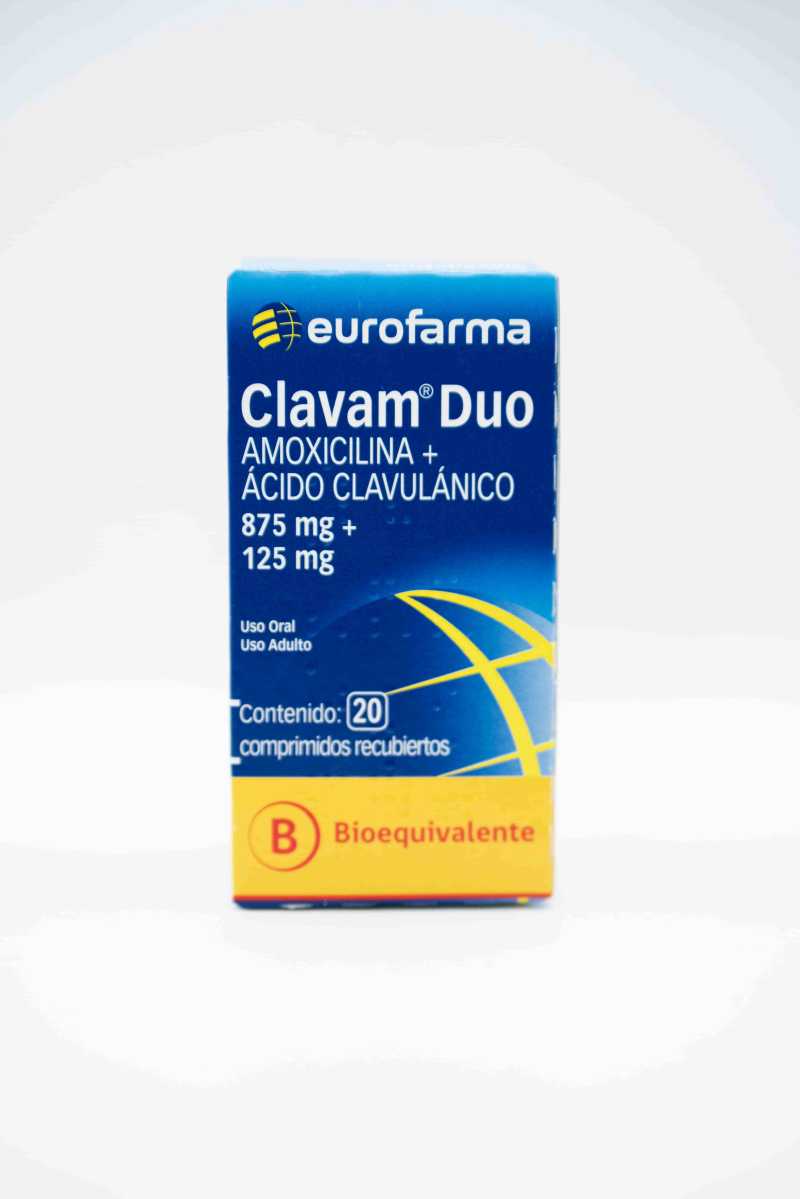 eurofarma
Clavam® Duo
AMOXICILINA +
ÁCIDO CLAVULÁNICO
875 mg +
125 mg
Uso Oral
Uso Adulto
Contenido: 20
comprimidos recubiertos
B Bioequivalente